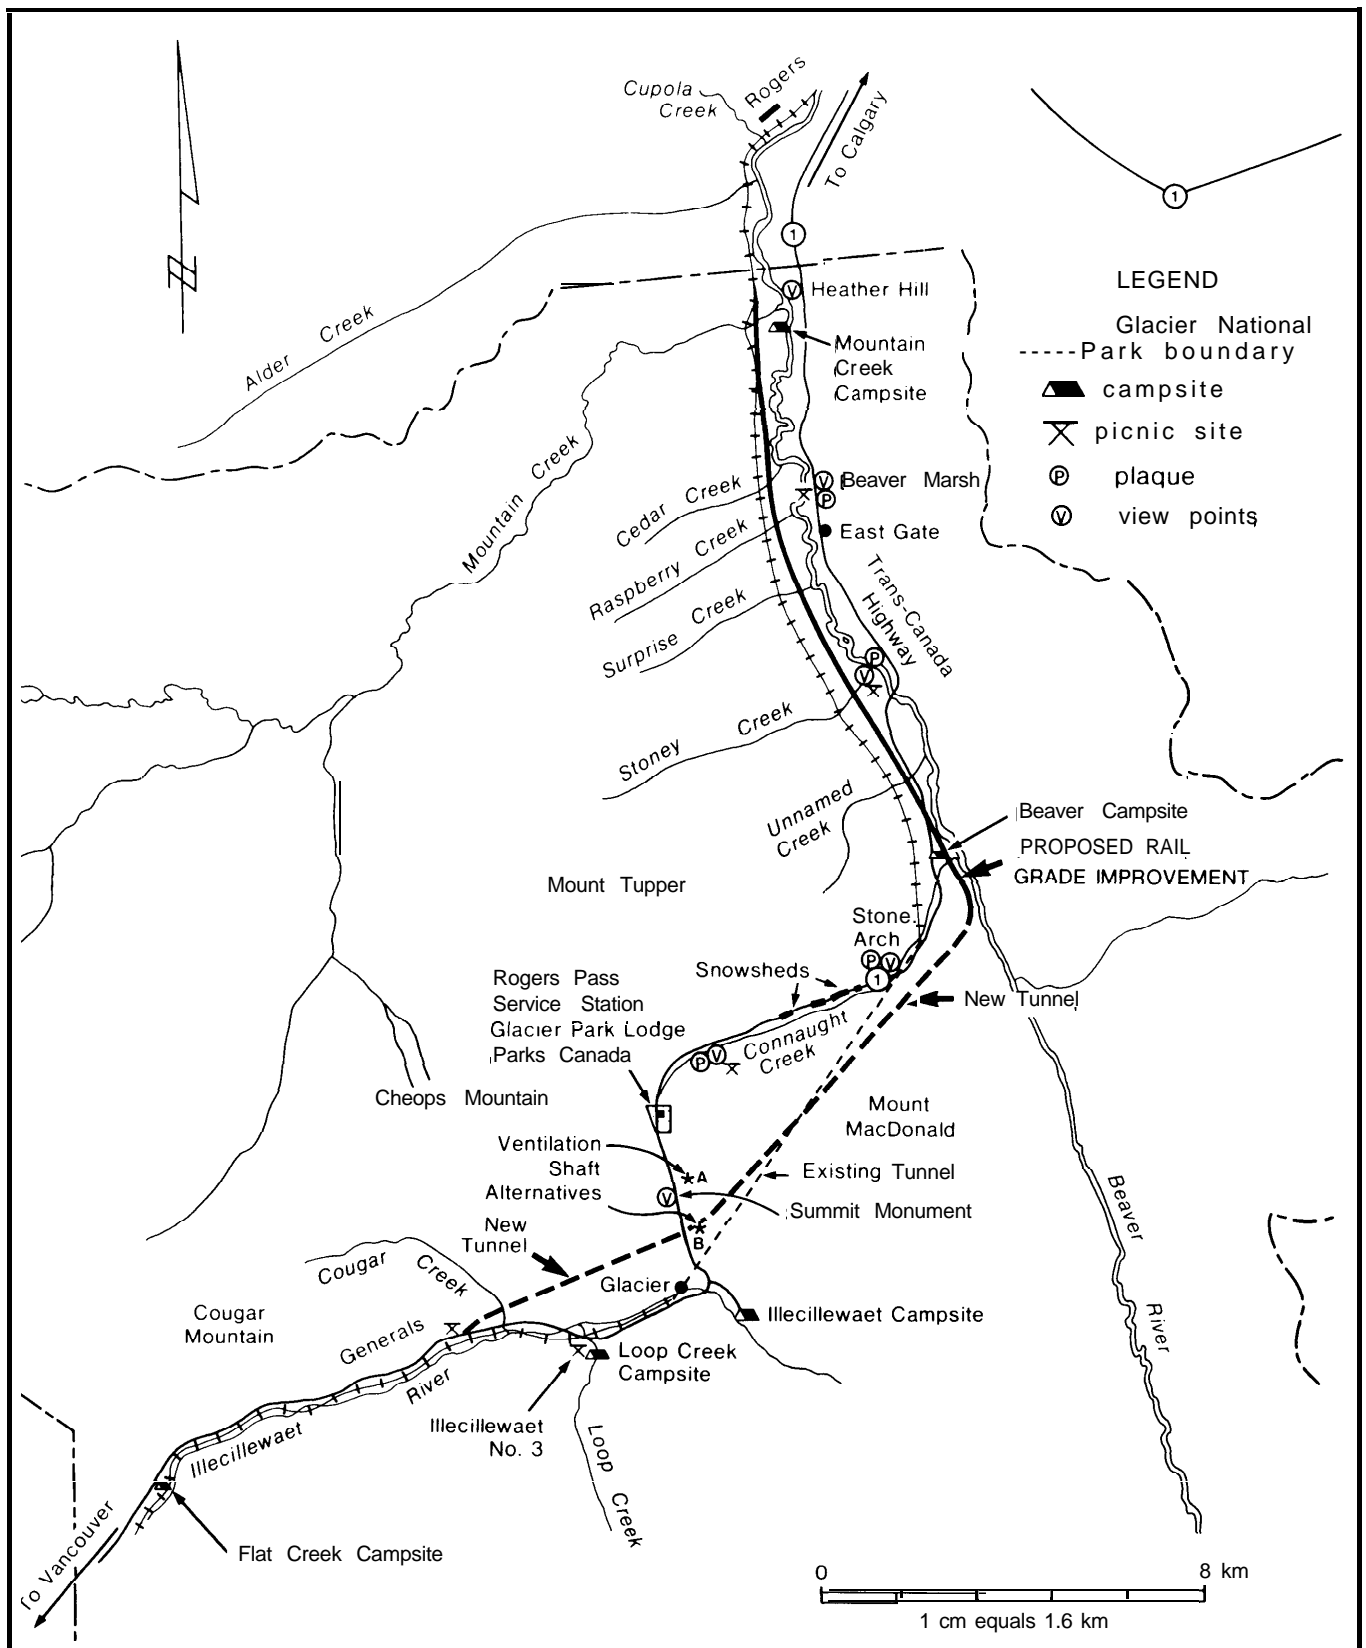 Cupola
Creek
Rogers
To Calgary
1
1
Heather Hill
LEGEND
Glacier National
Park boundary
campsite
picnic site
P plaque
V view points
Alder Creek
V
Mountain
Creek
Campsite
Mountain Creek
Cedar Creek
V
P
Beaver Marsh
East Gate
Raspberry Creek
Trans-Canada
Highway
Surprise Creek
P
V
Stoney Creek
Unnamed
Creek
Beaver Campsite
PROPOSED RAIL
GRADE IMPROVEMENT
Mount Tupper
Stone
Arch
P V
1
Snowsheds
Rogers Pass
Service Station
Glacier Park Lodge
Parks Canada
New Tunnel
Connaught
Creek
P V
Cheops Mountain
Mount
MacDonald
Ventilation
Shaft
Alternatives
A
Existing Tunnel
V
Summit Monument
B
New
Tunnel
Beaver River
Cougar Creek
Glacier
Cougar
Mountain
Illecillewaet Campsite
Generals
Loop Creek
Campsite
Illecillewaet River
Illecillewaet
No. 3
Loop Creek
To Vancouver
Flat Creek Campsite
0 8 km
1 cm equals 1.6 km